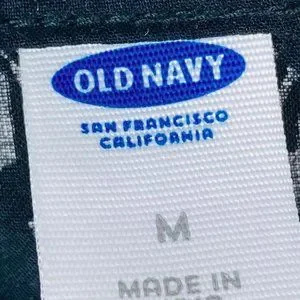 OLD NAVY
SAN FRANCISCO
CALIFORNIA
M
MADE IN